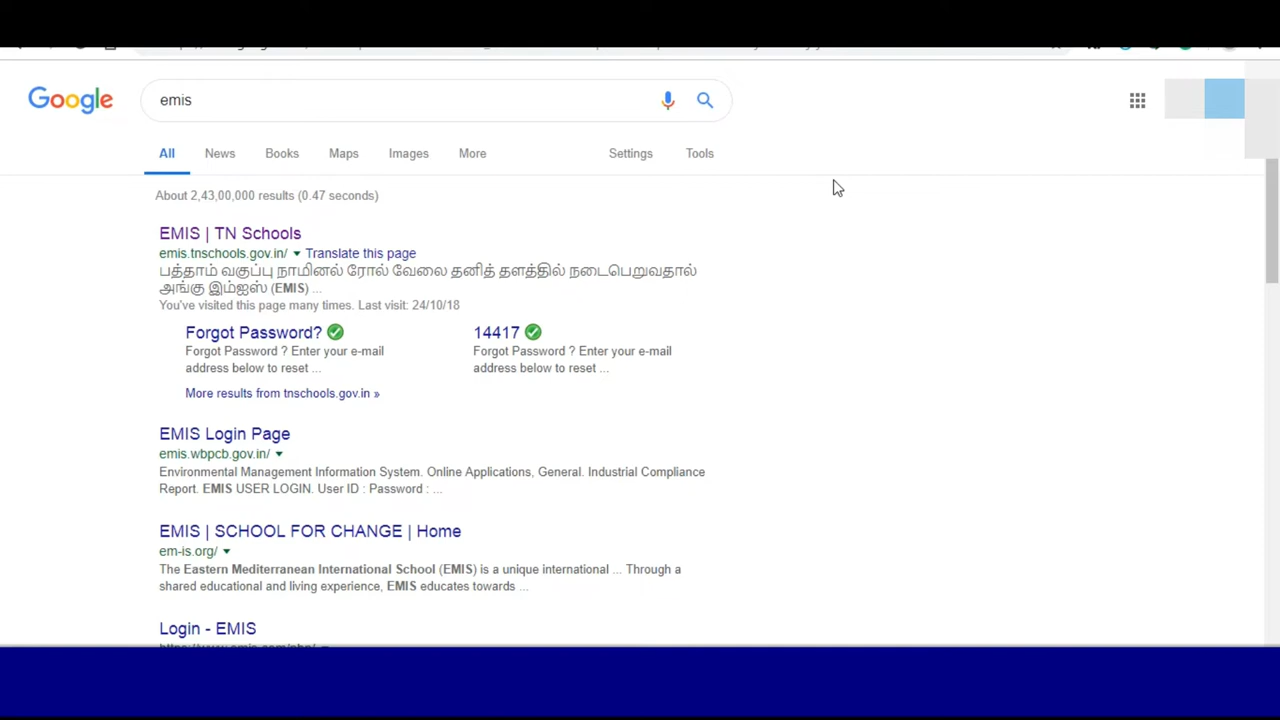 Google
emis
All News Books Maps Images More Settings Tools
About 2,43,00,000 results (0.47 seconds)
EMIS | TN Schools
emis.tnschools.gov.in/ Translate this page
பத்தாம் வகுப்பு நாமினல் ரோல் வேலை தனித் தளத்தில் நடைபெறுவதால்
அங்கு இம்ஐஸ் (EMIS) ...
You've visited this page many times. Last visit: 24/10/18
Forgot Password? 14417
Forgot Password ? Enter your e-mail Forgot Password ? Enter your e-mail
address below to reset ... address below to reset ...
More results from tnschools.gov.in »
EMIS Login Page
emis.wbpcb.gov.in/
Environmental Management Information System. Online Applications, General. Industrial Compliance
Report. EMIS USER LOGIN. User ID : Password : ...
EMIS | SCHOOL FOR CHANGE | Home
em-is.org/
The Eastern Mediterranean International School (EMIS) is a unique international ... Through a
shared educational and living experience, EMIS educates towards ...
Login - EMIS